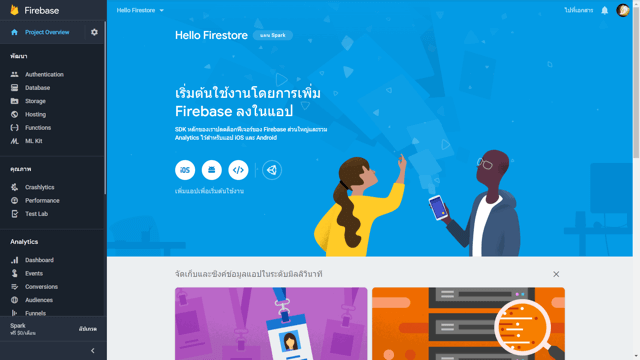 Firebase
Hello Firestore
ไปที่เอกสาร
Project Overview
Hello Firestore
แผน Spark
พัฒนา
Authentication
Database
Storage
Hosting
Functions
ML Kit
เริ่มต้นใช้งานโดยการเพิ่ม
Firebase ลงในแอป
SDK หลักของเราปลดล็อกฟีเจอร์ของ Firebase ส่วนใหญ่และรวม
Analytics ไว้สำหรับแอป iOS และ Android
iOS
เพิ่มแอปเพื่อเริ่มต้นใช้งาน
คุณภาพ
Crashlytics
Performance
Test Lab
Analytics
Dashboard
Events
Conversions
Audiences
Funnels
จัดเก็บและซิงค์ข้อมูลแอปในระดับมิลลิวินาที
Spark
ฟรี $0/เดือน
อัปเกรด